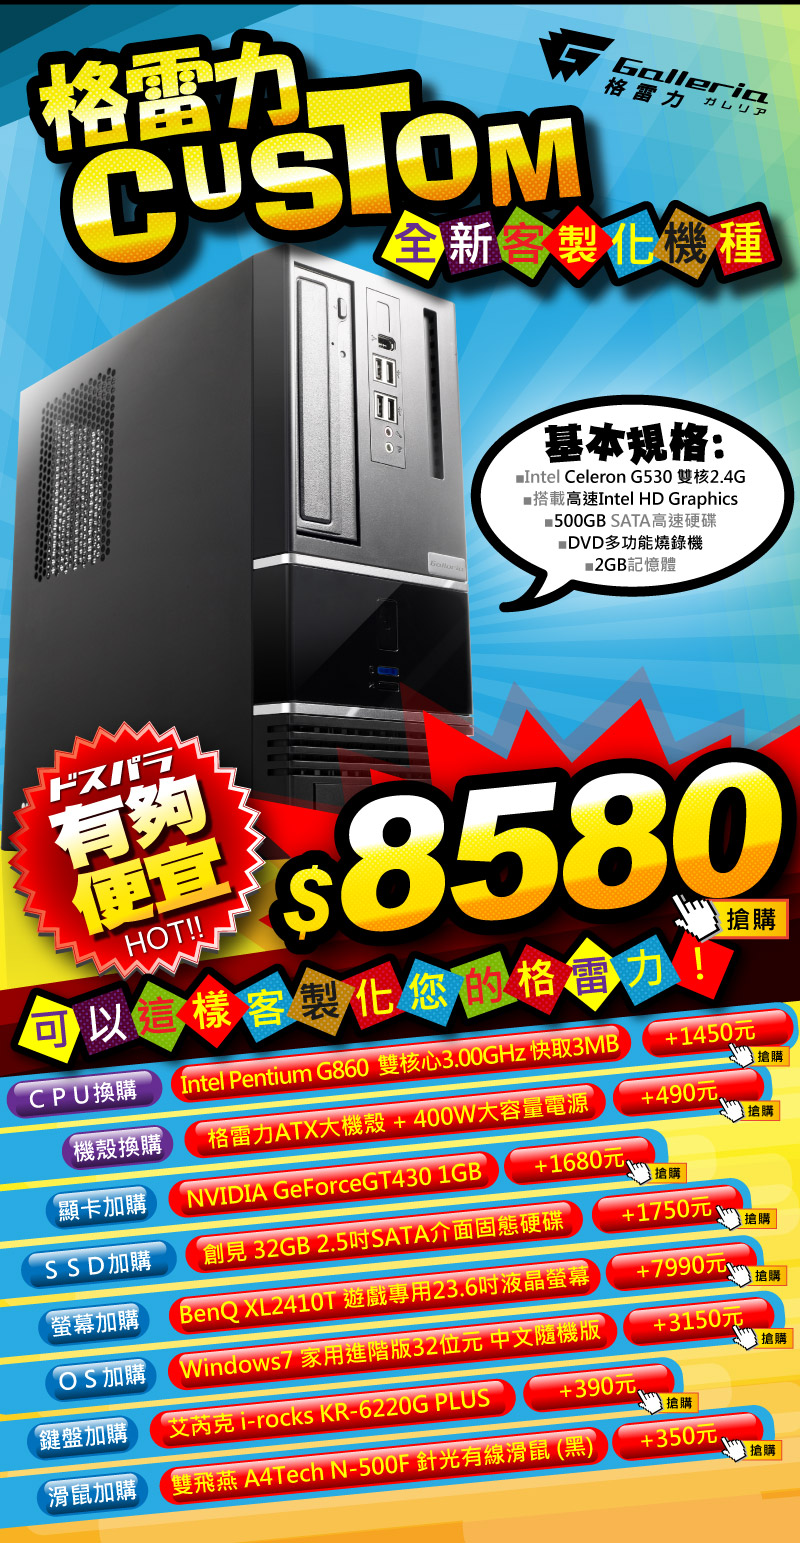 Galleria
格雷力 ガレリア
格雷力
CUSTOM
全新客製化機種
基本規格:
■Intel Celeron G530 雙核2.4G
■搭載高速Intel HD Graphics
■500GB SATA高速硬碟
■DVD多功能燒錄機
■2GB記憶體
Galleria
ドスパラ
有夠
便宜
HOT!!
$8580
搶購
可以這樣客製化您的格雷力!
CPU換購 Intel Pentium G860 雙核心3.00GHz 快取3MB +1450元 搶購
機殼換購 格雷力ATX大機殼 + 400W大容量電源 +490元 搶購
顯卡加購 NVIDIA GeForceGT430 1GB +1680元 搶購
SSD加購 創見 32GB 2.5吋SATA介面固態硬碟 +1750元 搶購
螢幕加購 BenQ XL2410T 遊戲專用23.6吋液晶螢幕 +7990元 搶購
OS加購 Windows7 家用進階版32位元 中文隨機版 +3150元 搶購
鍵盤加購 艾芮克 i-rocks KR-6220G PLUS +390元 搶購
滑鼠加購 雙飛燕 A4Tech N-500F 針光有線滑鼠 (黑) +350元 搶購